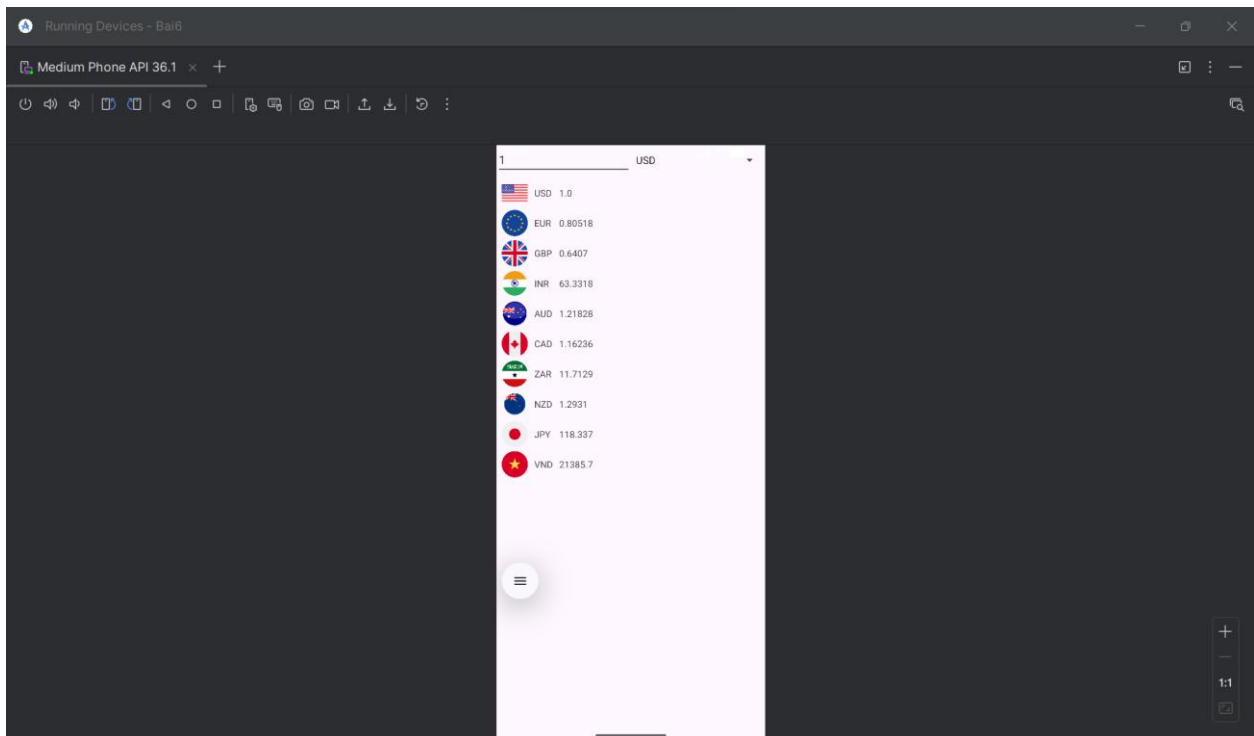 Running Devices - Bai6
Medium Phone API 36.1
1 USD
USD 1.0
EUR 0.80518
GBP 0.6407
INR 63.3318
AUD 1.21828
CAD 1.16236
ZAR 11.7129
NZD 1.2931
JPY 118.337
VND 21385.7
1:1